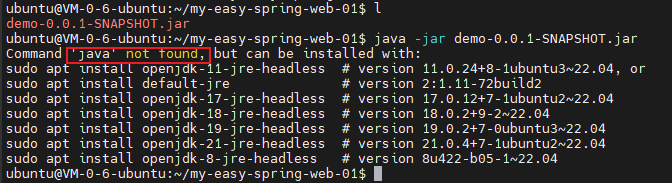 ubuntu@VM-0-6-ubuntu:~/my-easy-spring-web-01$ l
demo-0.0.1-SNAPSHOT.jar
ubuntu@VM-0-6-ubuntu:~/my-easy-spring-web-01$ java -jar demo-0.0.1-SNAPSHOT.jar
Command 'java' not found, but can be installed with:
sudo apt install openjdk-11-jre-headless  # version 11.0.24+8-1ubuntu3~22.04, or
sudo apt install default-jre              # version 2:1.11-72build2
sudo apt install openjdk-17-jre-headless  # version 17.0.12+7-1ubuntu2~22.04
sudo apt install openjdk-18-jre-headless  # version 18.0.2+9-2~22.04
sudo apt install openjdk-19-jre-headless  # version 19.0.2+7-0ubuntu3~22.04
sudo apt install openjdk-21-jre-headless  # version 21.0.4+7-1ubuntu2~22.04
sudo apt install openjdk-8-jre-headless   # version 8u422-b05-1~22.04
ubuntu@VM-0-6-ubuntu:~/my-easy-spring-web-01$